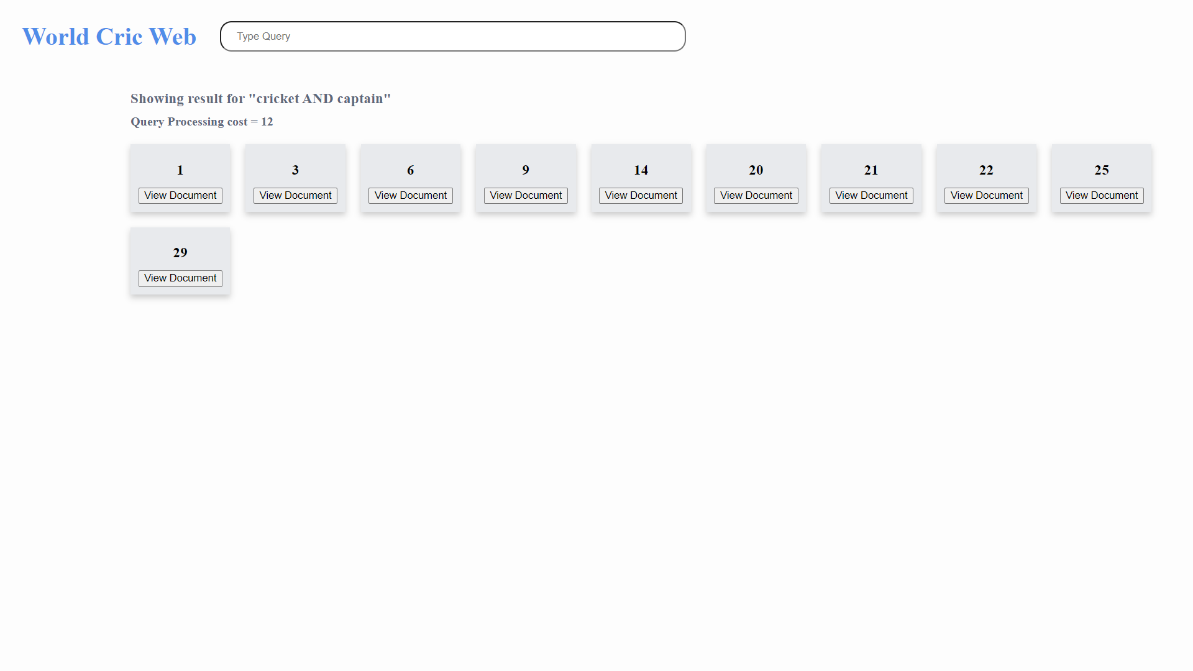 World Cric Web
Type Query
Showing result for "cricket AND captain"
Query Processing cost = 12
1 3 6 9 14 20 21 22 25
View Document View Document View Document View Document View Document View Document View Document View Document View Document
29
View Document